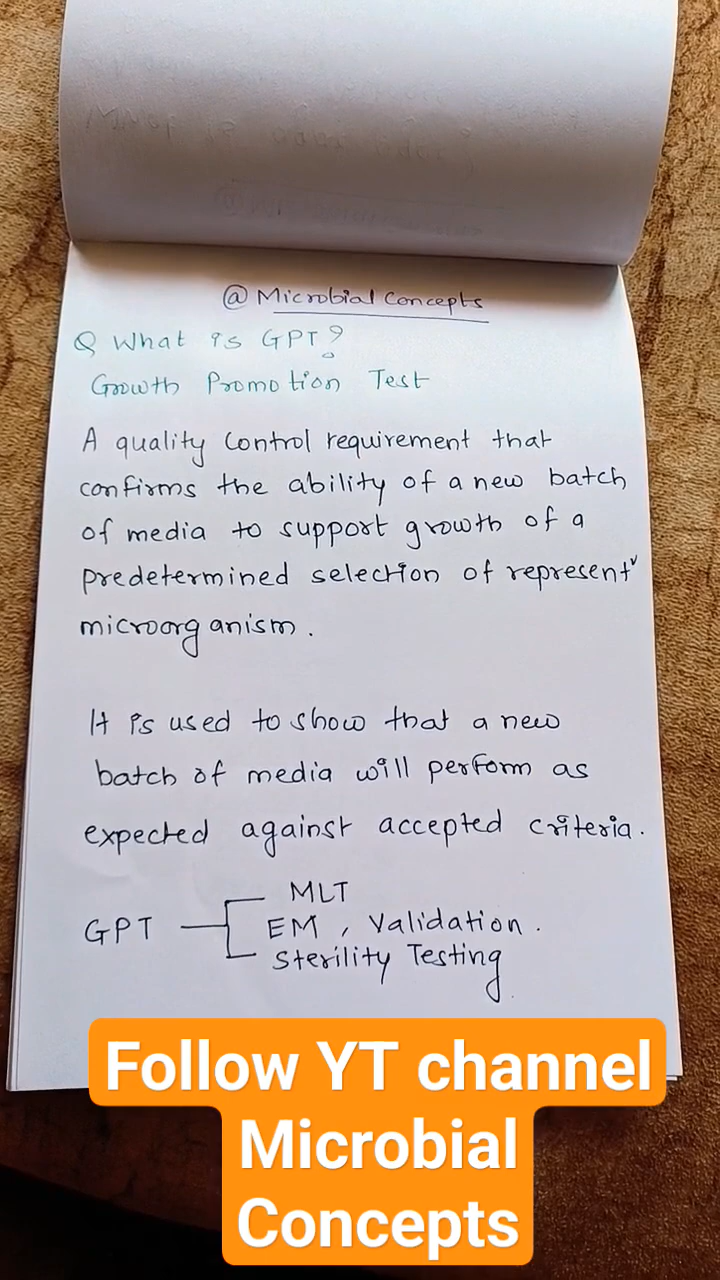 @ Microbial Concepts
Q What is GPT?
Growth Promotion Test
A quality control requirement that
confirms the ability of a new batch
of media to support growth of a
predetermined selection of represent
microorganism.
It is used to show that a new
batch of media will perform as
expected against accepted criteria.
MLT
GPT EM, Validation.
Sterility Testing
Follow YT channel
Microbial
Concepts